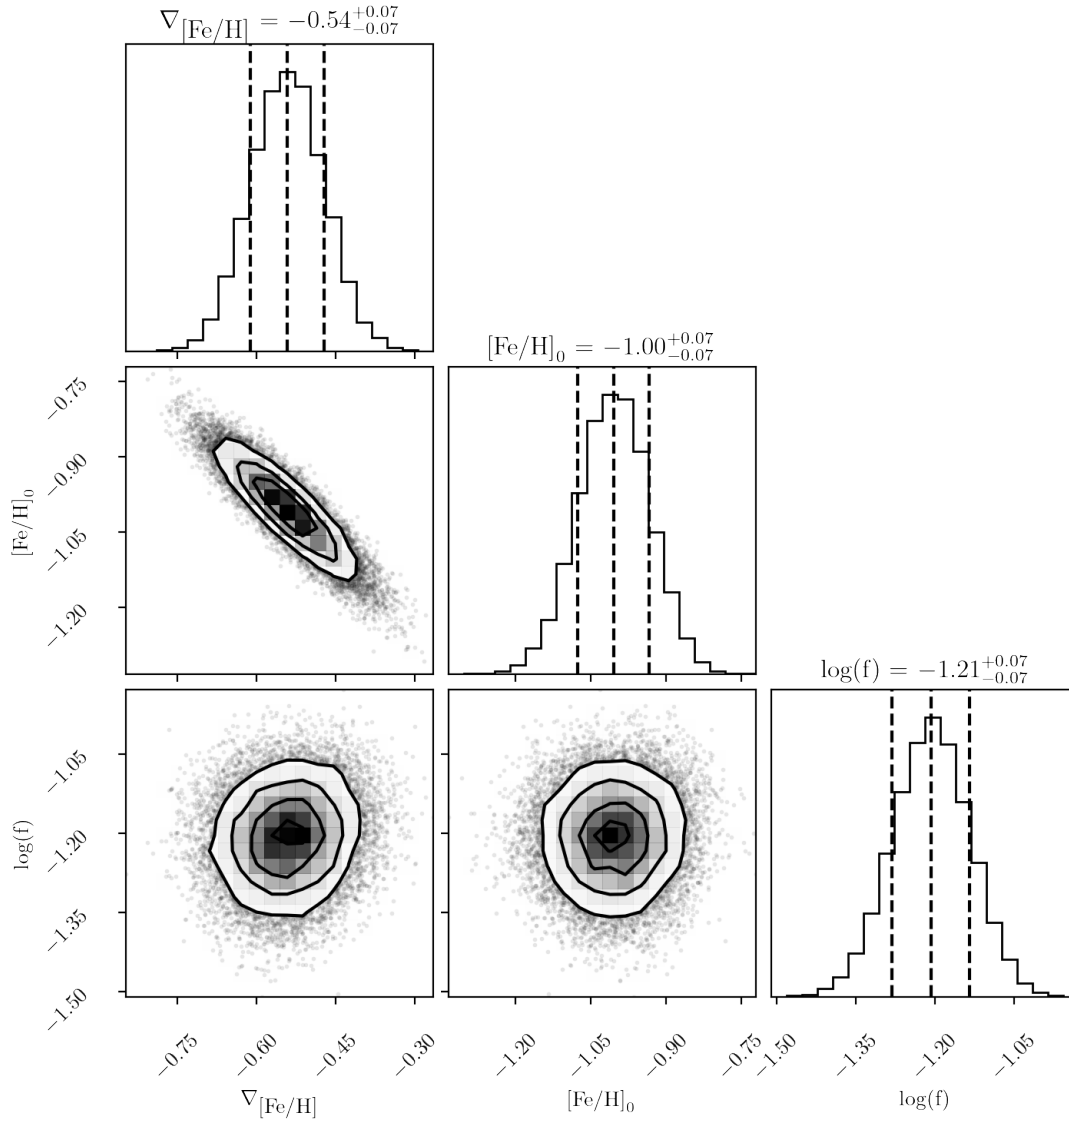 ∇[Fe/H] = −0.54+0.07−0.07
[Fe/H]0 = −1.00+0.07−0.07
−0.75
−0.90
−1.05
−1.20
[Fe/H]0
log(f) = −1.21+0.07−0.07
−1.05
−1.20
−1.35
−1.50
log(f)
−0.75 −0.60 −0.45 −0.30
−1.20 −1.05 −0.90 −0.75
−1.50 −1.35 −1.20 −1.05
∇[Fe/H] [Fe/H]0 log(f)